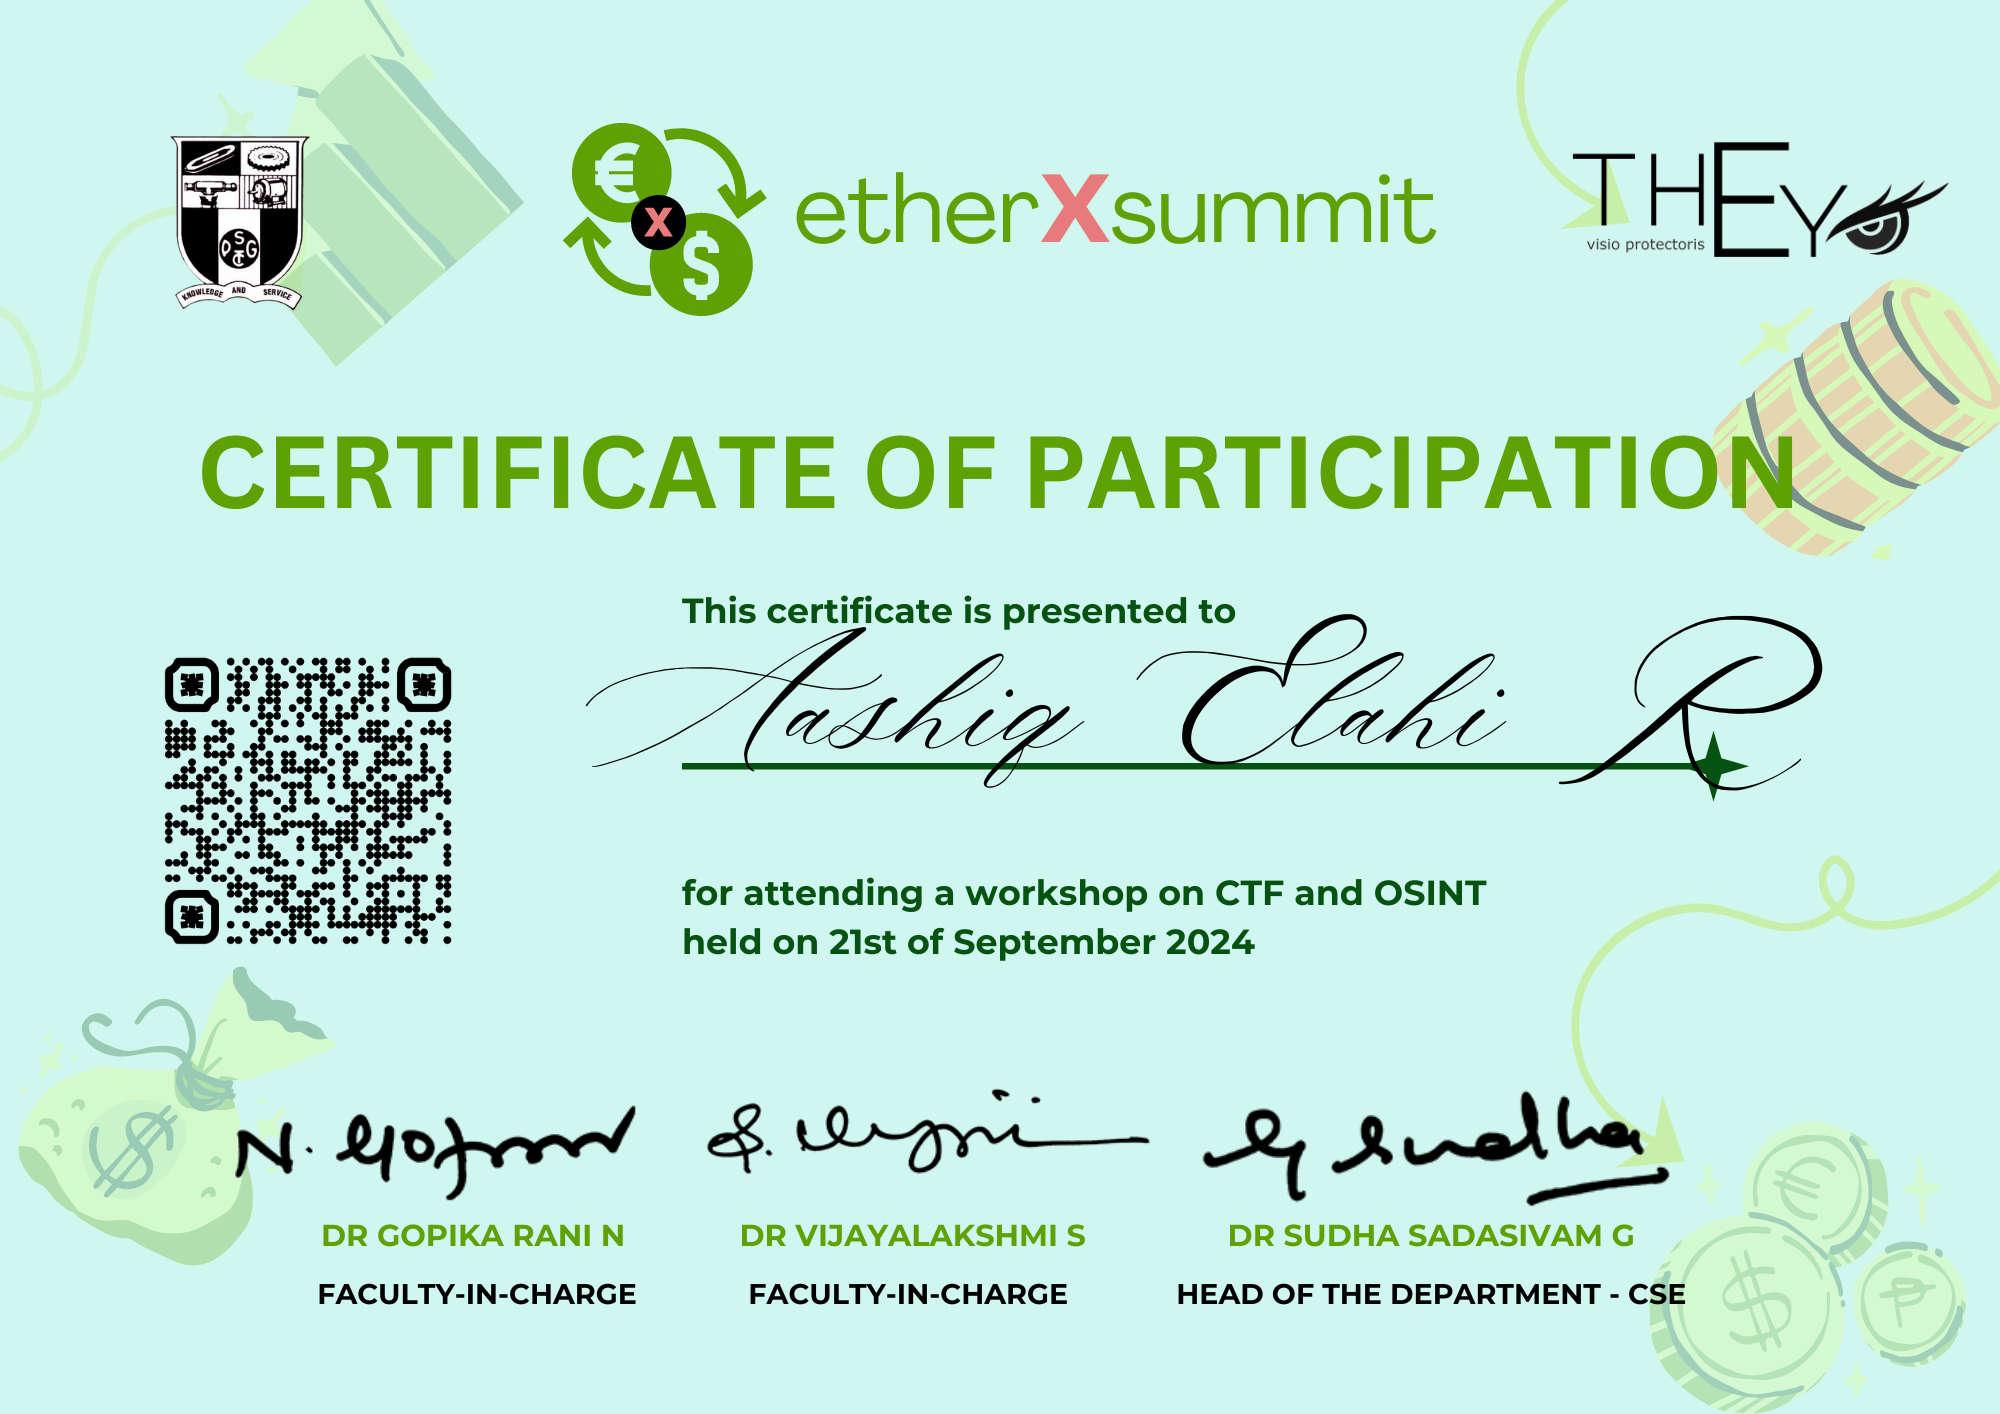 PSG
CT
KNOWLEDGE AND SERVICE
€
X
$
etherXsummit
THEY
visio protectoris
CERTIFICATE OF PARTICIPATION
This certificate is presented to
Aashiq Elahi R
for attending a workshop on CTF and OSINT
held on 21st of September 2024
N. Gopika
S. Vijayalakshmi
G Sudha
DR GOPIKA RANI N
DR VIJAYALAKSHMI S
DR SUDHA SADASIVAM G
FACULTY-IN-CHARGE
FACULTY-IN-CHARGE
HEAD OF THE DEPARTMENT - CSE